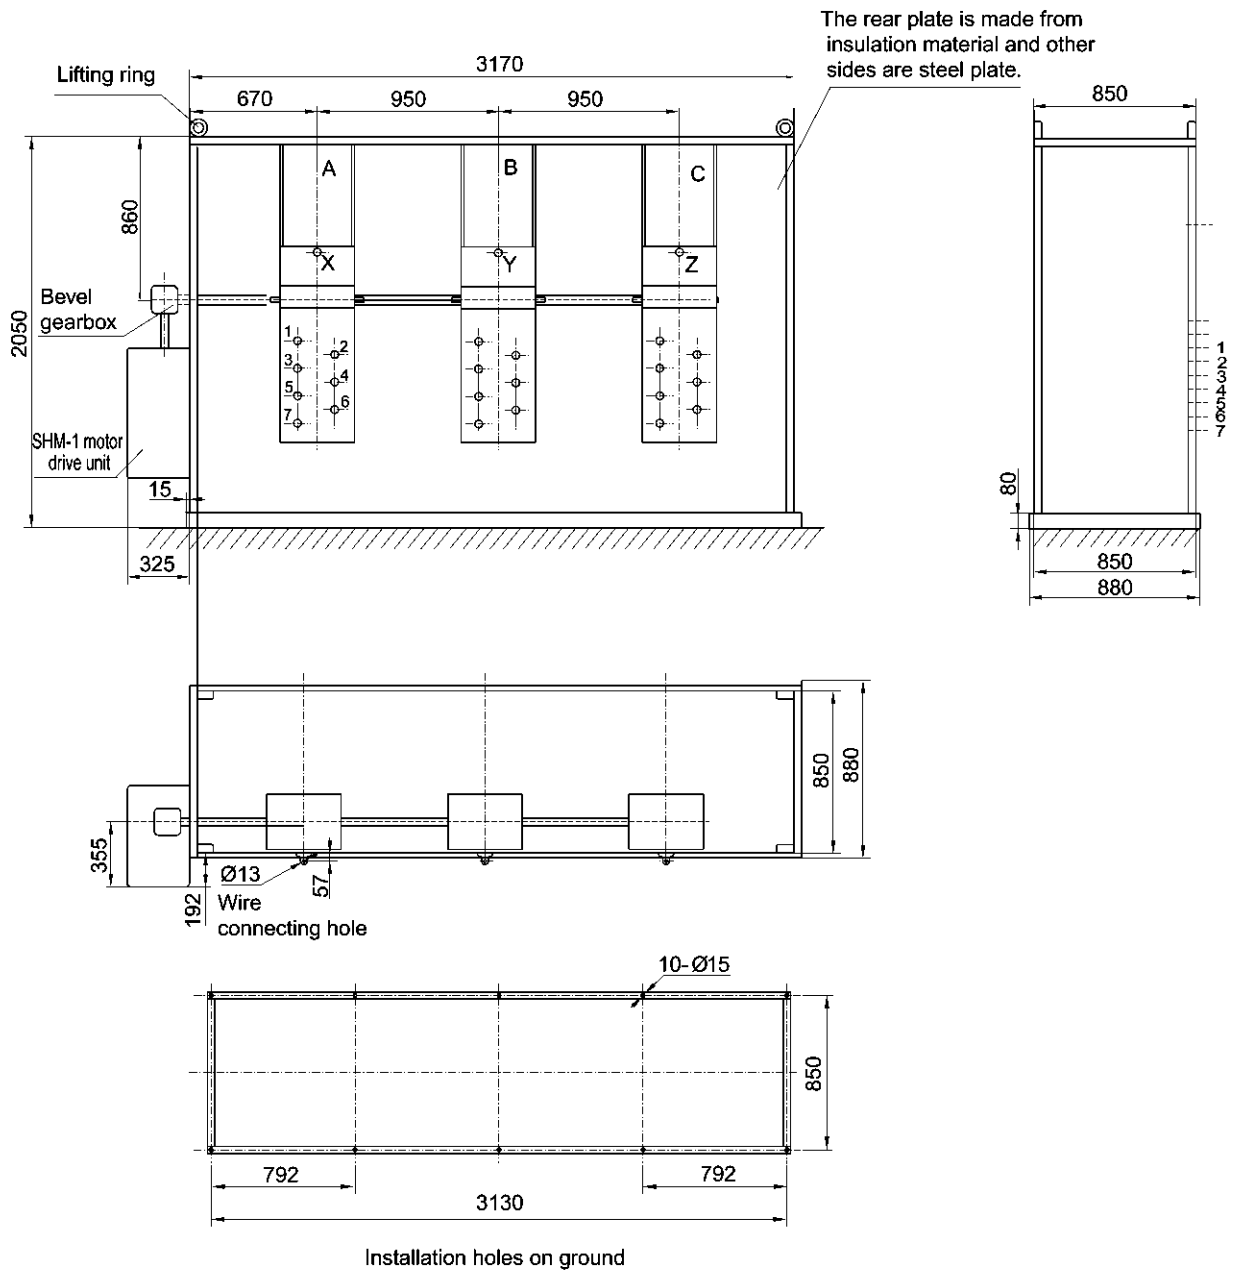 The rear plate is made from
insulation material and other
sides are steel plate.
Lifting ring
3170
670
950
950
850
A
B
C
860
X
Y
Z
Bevel
gearbox
2050
1
2
3
4
5
6
7
1
2
3
4
5
6
7
SHM-1 motor
drive unit
15
80
325
850
880
850
880
355
192
Ø13
57
Wire
connecting hole
10-Ø15
850
792
792
3130
Installation holes on ground